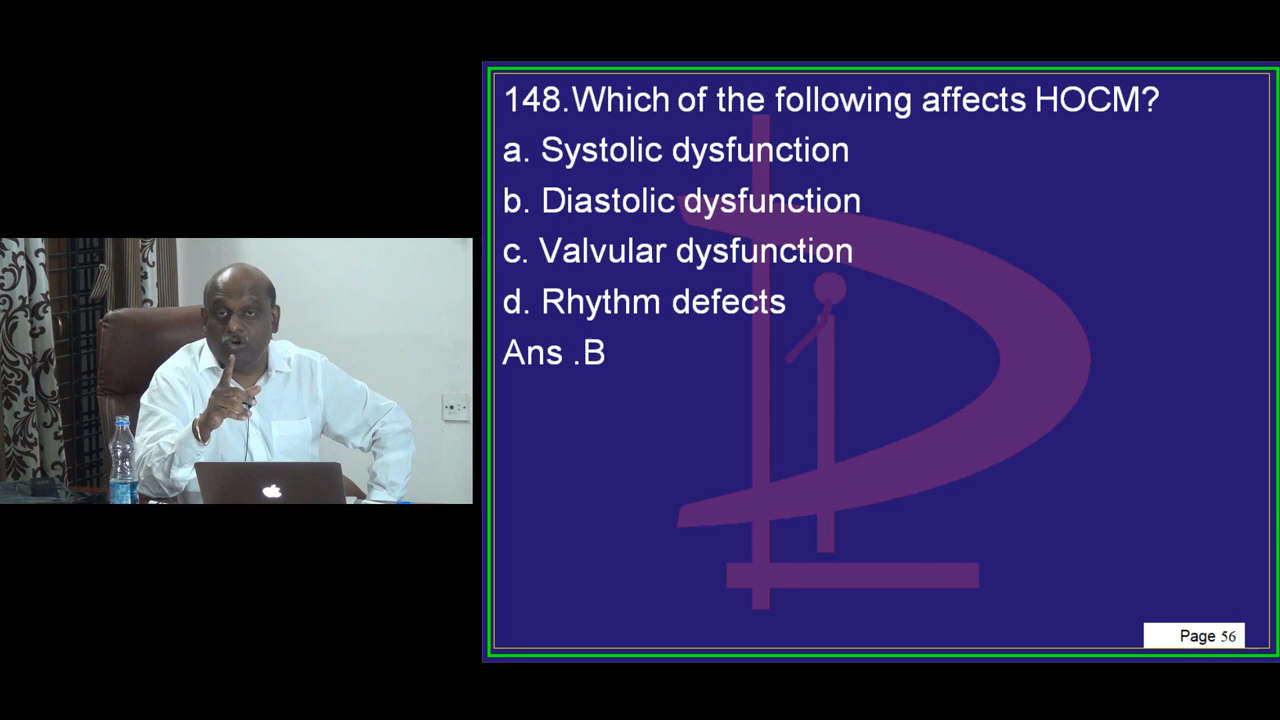 148.Which of the following affects HOCM?
a. Systolic dysfunction
b. Diastolic dysfunction
c. Valvular dysfunction
d. Rhythm defects
Ans .B
Page 56